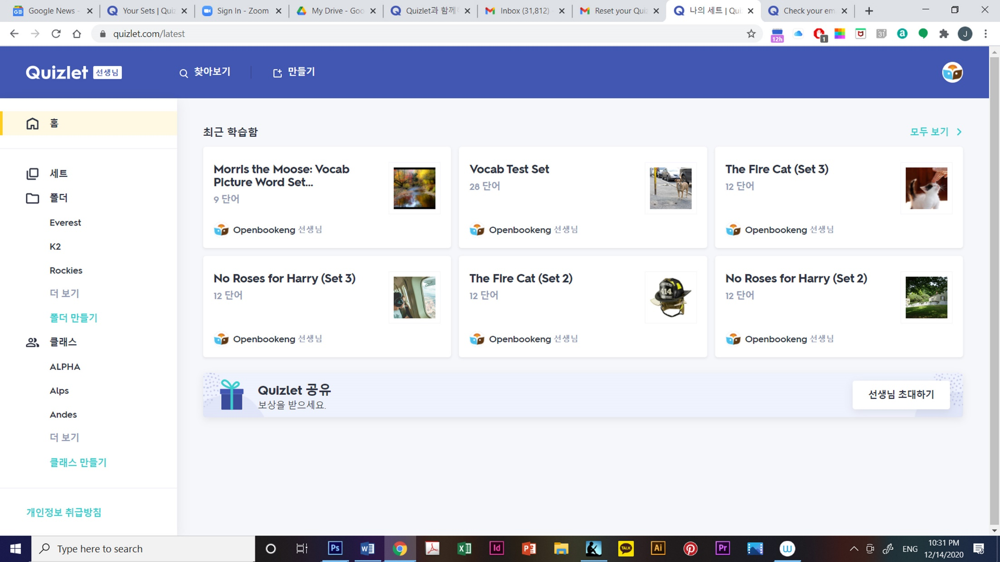 Google News -
Your Sets | Quiz
Sign In - Zoom
My Drive - Goo
Quizlet과 함께
Inbox (31,812)
Reset your Qui
나의 세트 | Qui
Check your em
quizlet.com/latest
12h
1
31
a
J
Quizlet 선생님
찾아보기
만들기
홈
세트
폴더
Everest
K2
Rockies
더 보기
폴더 만들기
클래스
ALPHA
Alps
Andes
더 보기
클래스 만들기
개인정보 취급방침
최근 학습함
모두 보기
Morris the Moose: Vocab
Picture Word Set...
9 단어
Openbookeng 선생님
Vocab Test Set
28 단어
Openbookeng 선생님
The Fire Cat (Set 3)
12 단어
Openbookeng 선생님
No Roses for Harry (Set 3)
12 단어
Openbookeng 선생님
The Fire Cat (Set 2)
12 단어
414
Openbookeng 선생님
No Roses for Harry (Set 2)
12 단어
Openbookeng 선생님
Quizlet 공유
보상을 받으세요.
선생님 초대하기
Type here to search
Ps
W
X
Id
P
TALK
Ai
Pr
W
ENG
10:31 PM
12/14/2020